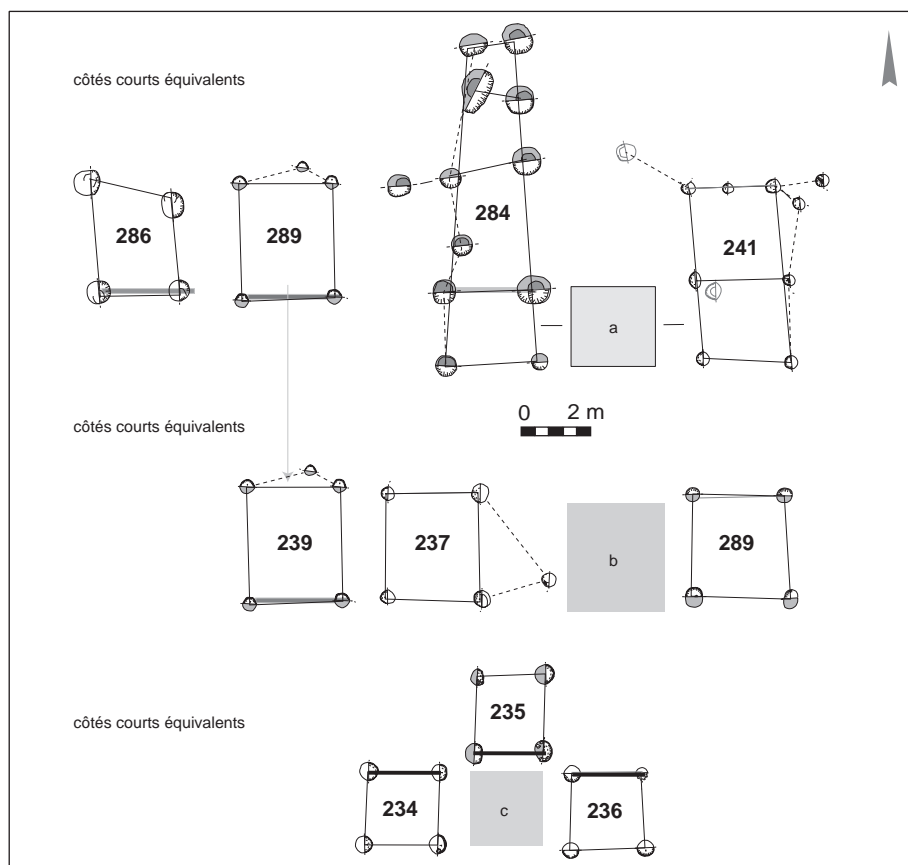 côtés courts équivalents
286
289
284
241
a
0 2 m
côtés courts équivalents
239
237
b
289
côtés courts équivalents
235
234
c
236